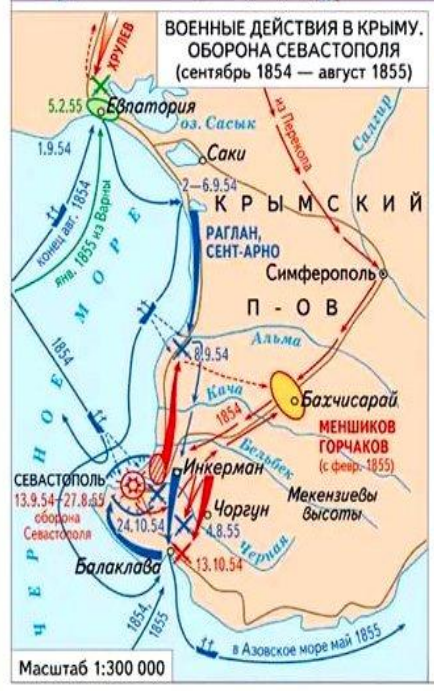 ВОЕННЫЕ ДЕЙСТВИЯ В КРЫМУ.
ОБОРОНА СЕВАСТОПОЛЯ
(сентябрь 1854 — август 1855)
ХРУЛЕВ
5.2.55
Евпатория
оз. Сасык
из Перекопа
Салгир
Саки
1.9.54
2—6.9.54
конец авг. 1854
янв. 1855 из Варны
КРЫМСКИЙ
П-ОВ
РАГЛАН,
СЕНТ-АРНО
Симферополь
ЧЕРНОЕ МОРЕ
1854
8.9.54
Альма
Кача
1854
Бахчисарай
МЕНШИКОВ
ГОРЧАКОВ
(с февр. 1855)
Бельбек
СЕВАСТОПОЛЬ
13.9.54–27.8.55
оборона
Севастополя
Инкерман
Мекензиевы
высоты
24.10.54
Чоргун
4.8.55
Черная
Балаклава
13.10.54
1854,
1855
в Азовское море май 1855
Масштаб 1:300 000